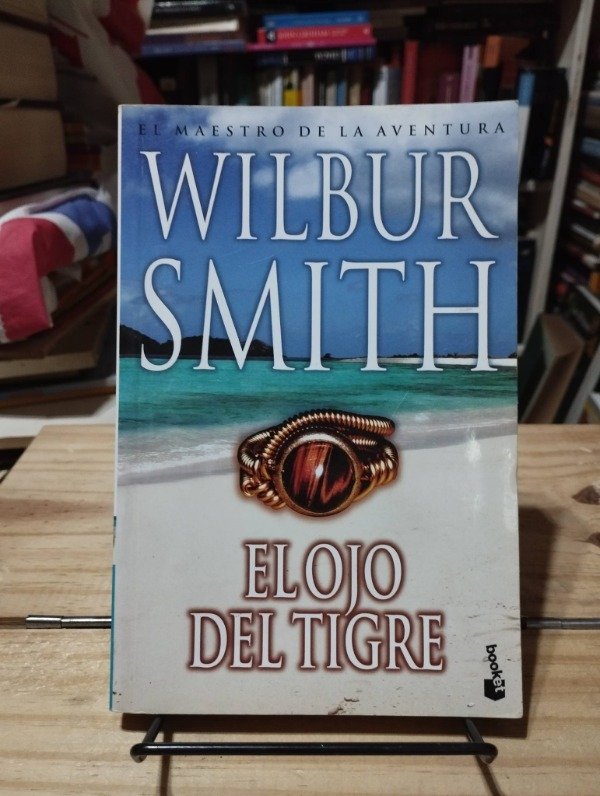 EL MAESTRO DE LA AVENTURA
WILBUR
SMITH
EL OJO
DEL TIGRE
booket